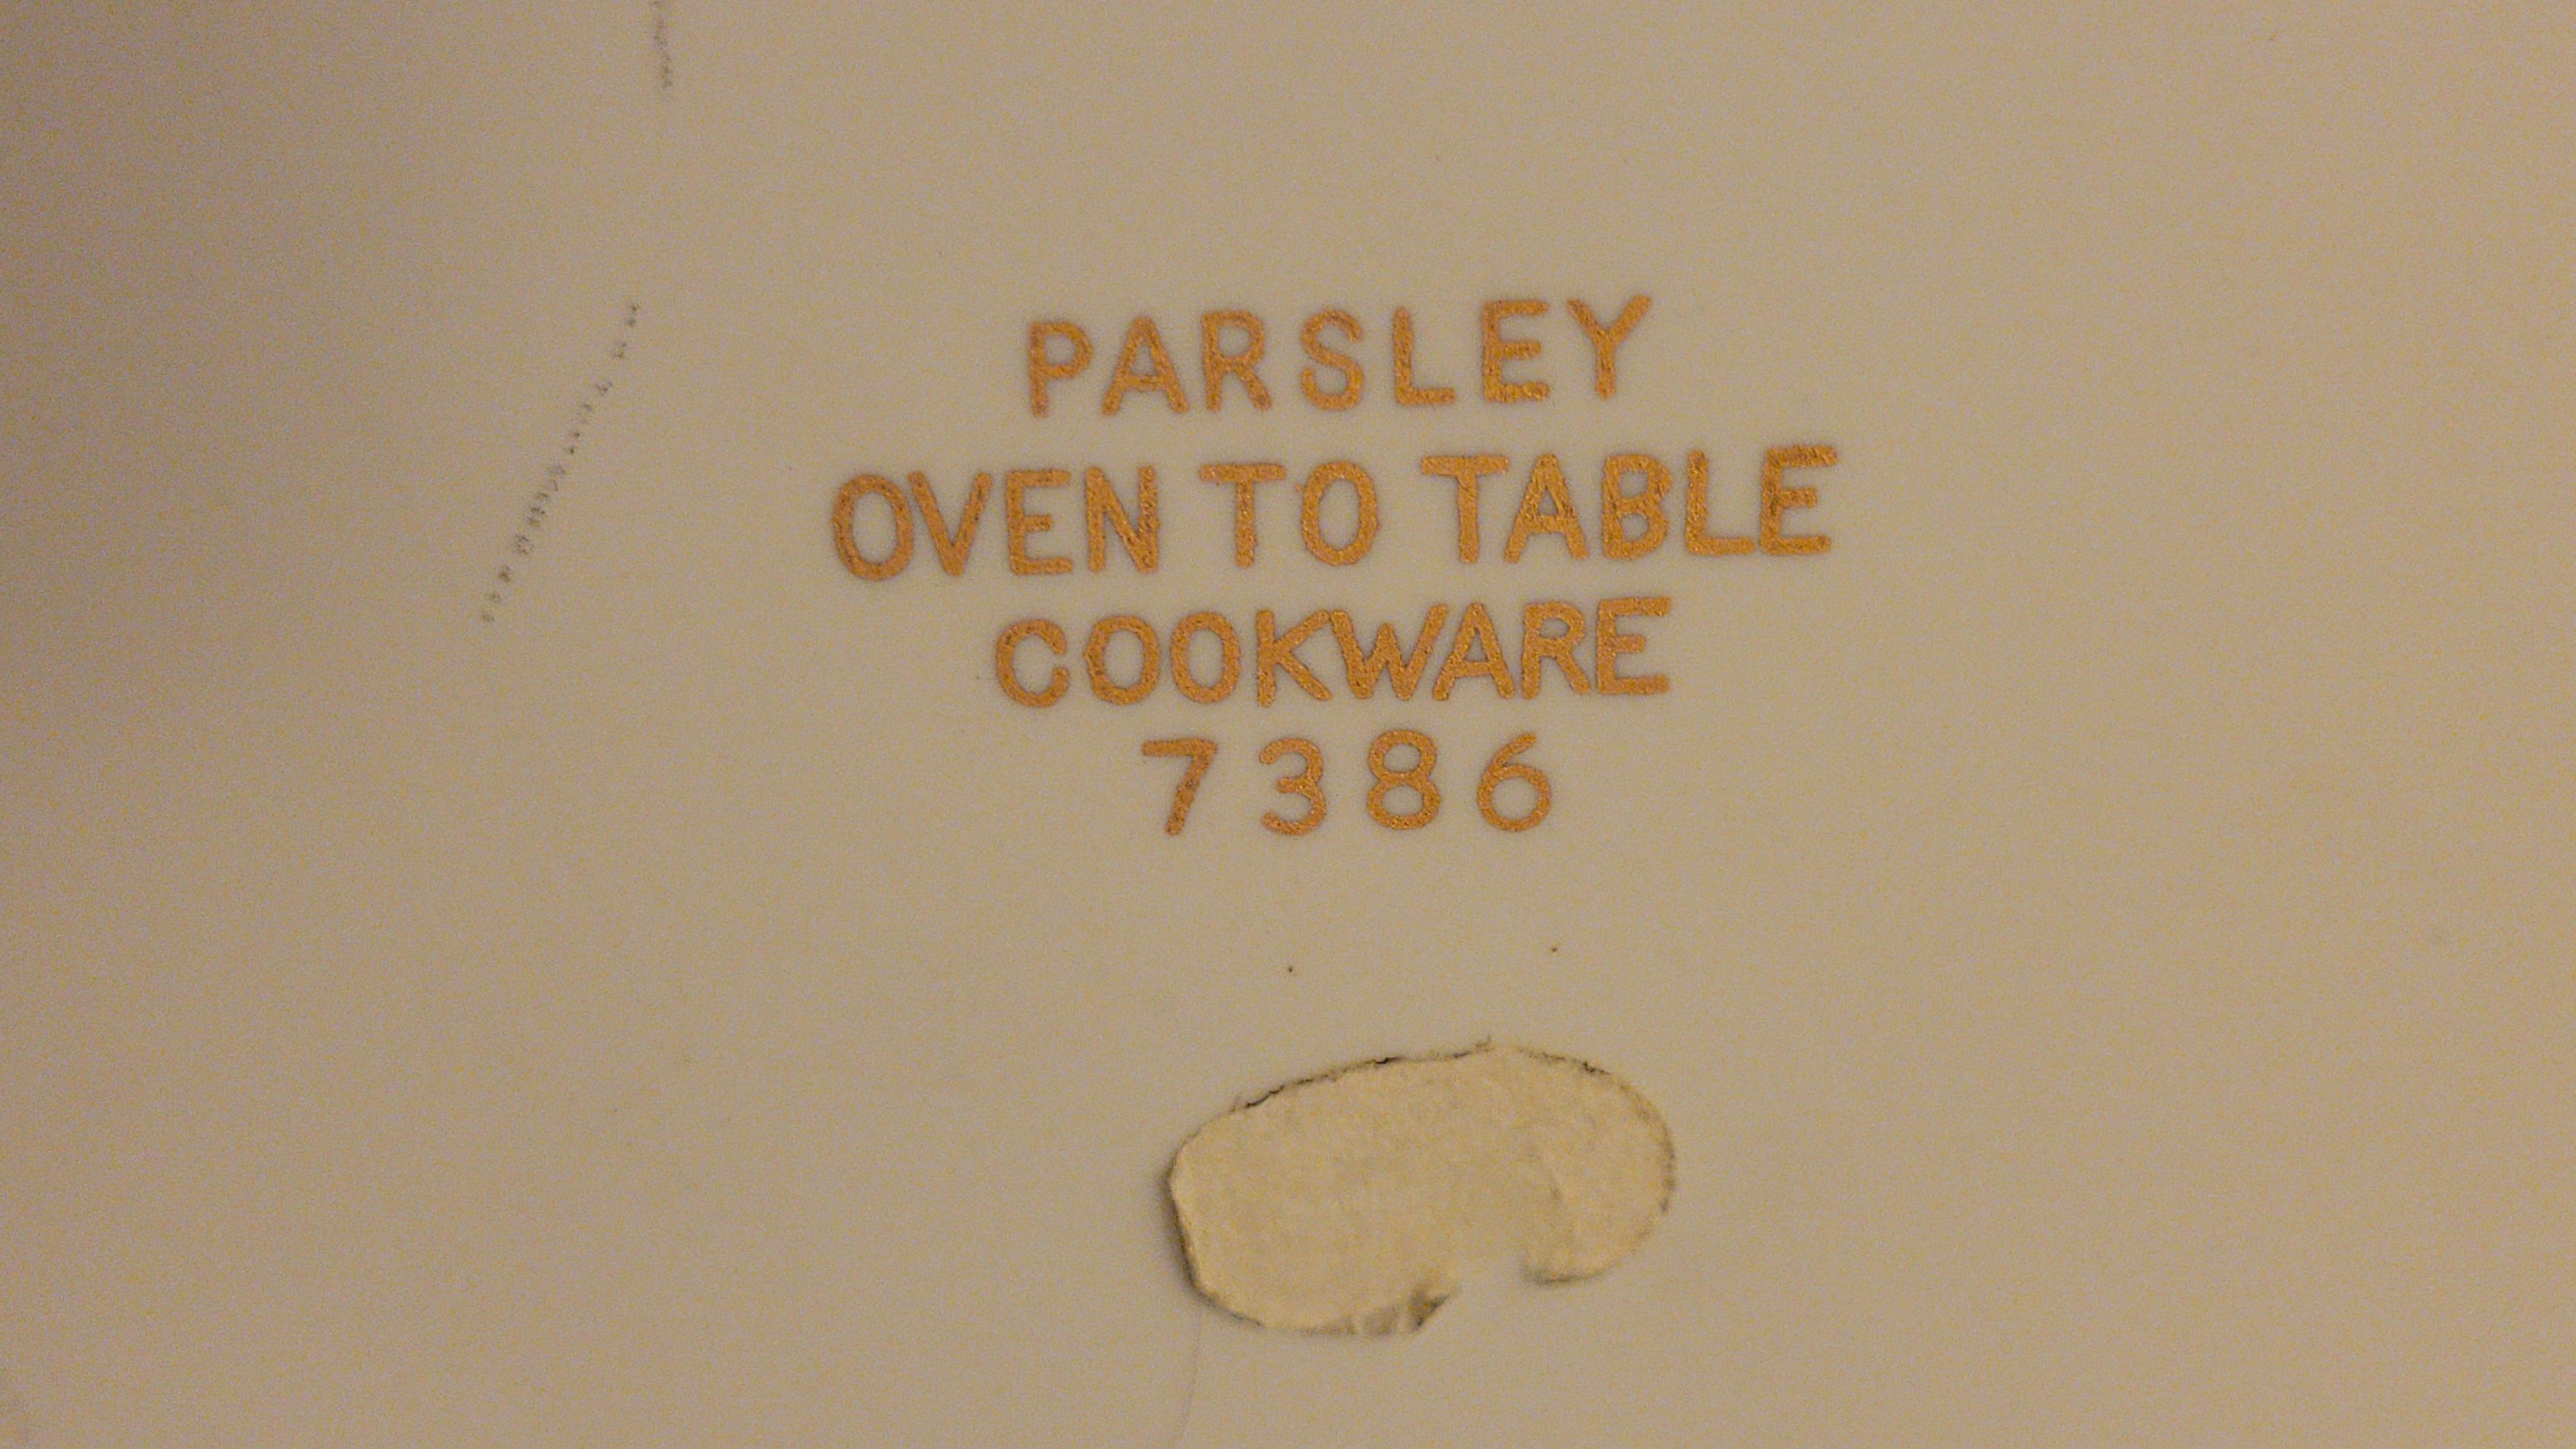 PARSLEY
OVEN TO TABLE
COOKWARE
7386